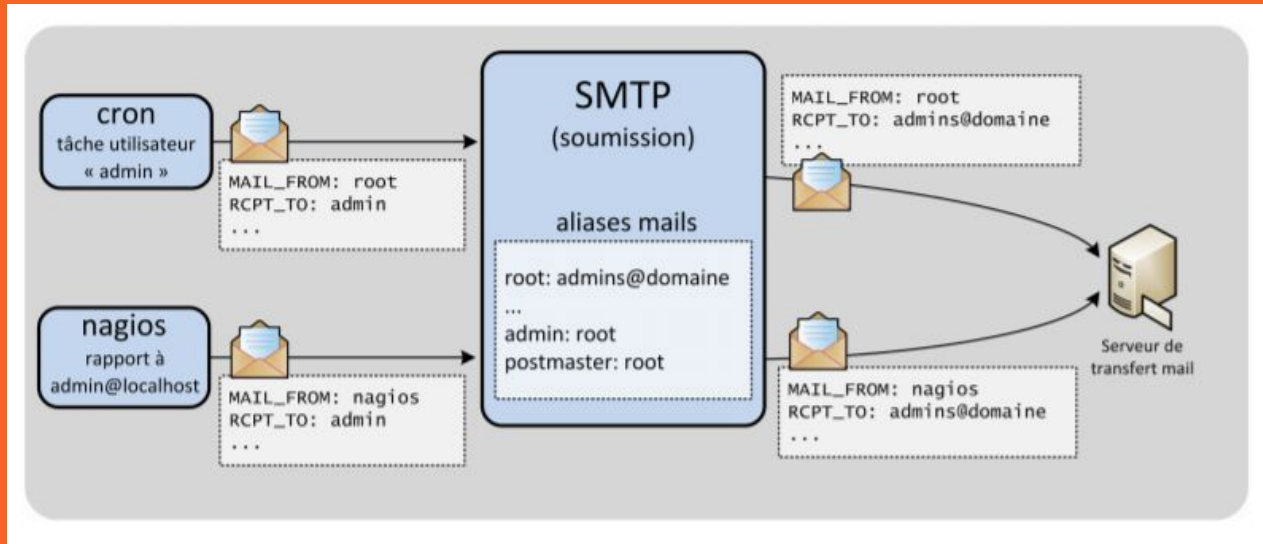 cron
tâche utilisateur
« admin »
MAIL_FROM: root
RCPT_TO: admin
...
nagios
rapport à
admin@localhost
MAIL_FROM: nagios
RCPT_TO: admin
...
SMTP
(soumission)
aliases mails
root: admins@domaine
...
admin: root
postmaster: root
MAIL_FROM: root
RCPT_TO: admins@domaine
...
MAIL_FROM: nagios
RCPT_TO: admins@domaine
...
Serveur de
transfert mail